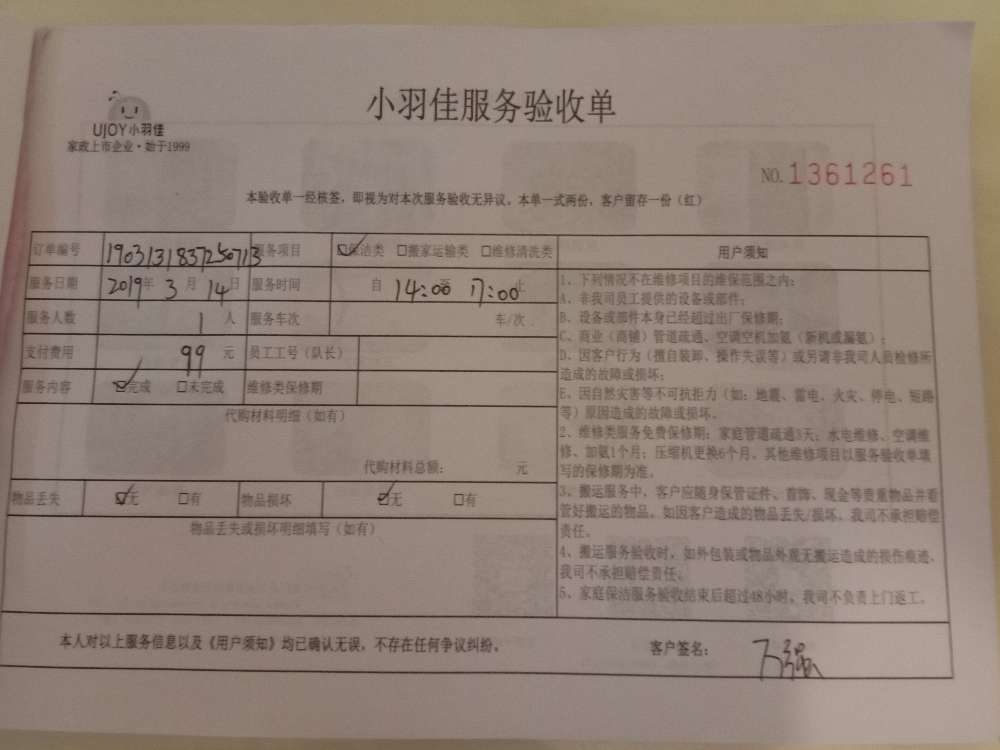 小羽佳服务验收单
UJOY小羽佳
家政上市企业·始于1999
NO.1361261
本验收单一经核签，即视为对本次服务验收无异议。本单一式两份，客户留存一份（红）
订单编号 1903131837250713 服务项目 ☑保洁类 □搬家运输类 □维修清洗类
服务日期 2019年3月14日 服务时间 自 14:00 至 17:00 止
服务人数 1人 服务车次 车/次
支付费用 99元 员工工号（队长）
服务内容 ☑完成 □未完成 维修类保修期
代购材料明细（如有）
代购材料总额： 元
物品丢失 ☑无 □有 物品损坏 ☑无 □有
物品丢失或损坏明细填写（如有）
用户须知
1、下列情况不在维修项目的维保范围之内：
A、非我司员工提供的设备或部件；
B、设备或部件本身已经超过出厂保修期；
C、商业（商铺）管道疏通、空调空机加氨（新机或漏氨）；
D、因客户行为（擅自装卸、操作失误等）或另请非我司人员检修所
造成的故障或损坏；
E、因自然灾害等不可抗拒力（如：地震、雷电、火灾、停电、短路
等）原因造成的故障或损坏。
2、维修类服务免费保修期：家庭管道疏通3天；水电维修、空调维
修、加氨1个月；压缩机更换6个月。其他维修项目以服务验收单填
写的保修期为准。
3、搬运服务中，客户应随身保管证件、首饰、现金等贵重物品并看
管好搬运的物品。如因客户造成的物品丢失/损坏，我司不承担赔偿
责任。
4、搬运服务验收时，如外包装或物品外观无搬运造成的损伤痕迹，
我司不承担赔偿责任。
5、家庭保洁服务验收结束后超过48小时，我司不负责上门返工。
本人对以上服务信息以及《用户须知》均已确认无误，不存在任何争议纠纷。
客户签名：